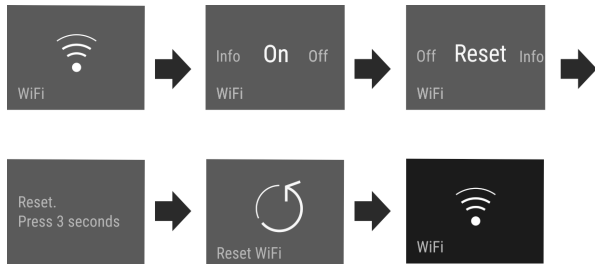 WiFi
Info On Off
WiFi
Off Reset Info
WiFi
Reset.
Press 3 seconds
Reset WiFi
WiFi